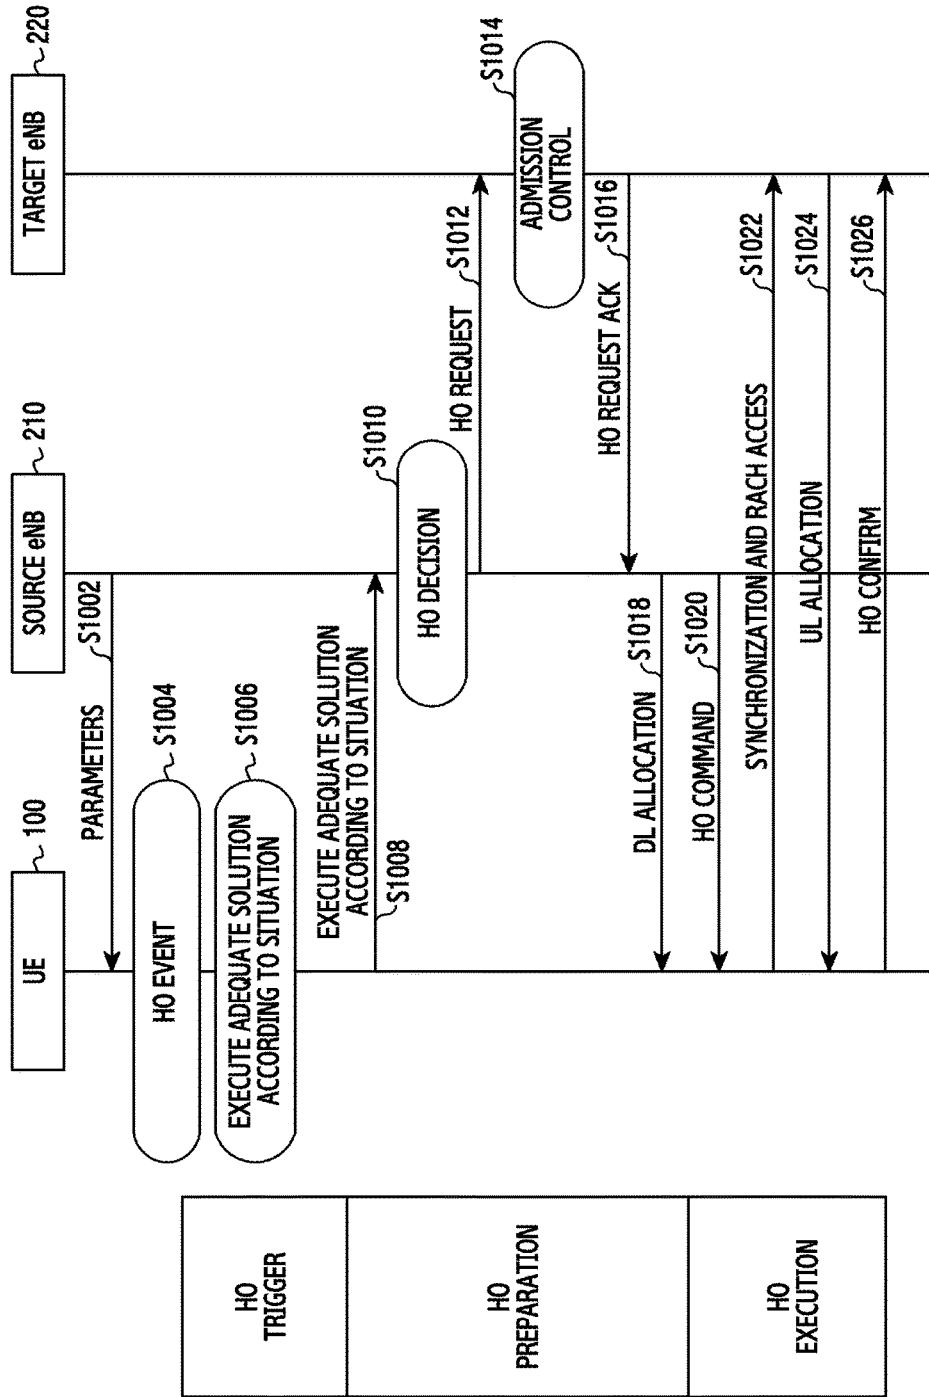 UE
100
SOURCE eNB
210
TARGET eNB
220
PARAMETERS
S1002
HO EVENT
S1004
EXECUTE ADEQUATE SOLUTION
ACCORDING TO SITUATION
S1006
EXECUTE ADEQUATE SOLUTION
ACCORDING TO SITUATION
S1008
HO DECISION
S1010
HO REQUEST
S1012
ADMISSION
CONTROL
S1014
HO REQUEST ACK
S1016
DL ALLOCATION
S1018
HO COMMAND
S1020
SYNCHRONIZATION AND RACH ACCESS
S1022
UL ALLOCATION
S1024
HO CONFIRM
S1026
HO
TRIGGER
HO
PREPARATION
HO
EXECUTION